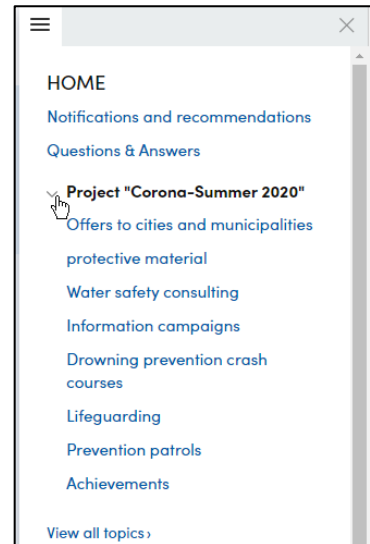 HOME
Notifications and recommendations
Questions & Answers
Project "Corona-Summer 2020"
Offers to cities and municipalities
protective material
Water safety consulting
Information campaigns
Drowning prevention crash
courses
Lifeguarding
Prevention patrols
Achievements
View all topics›